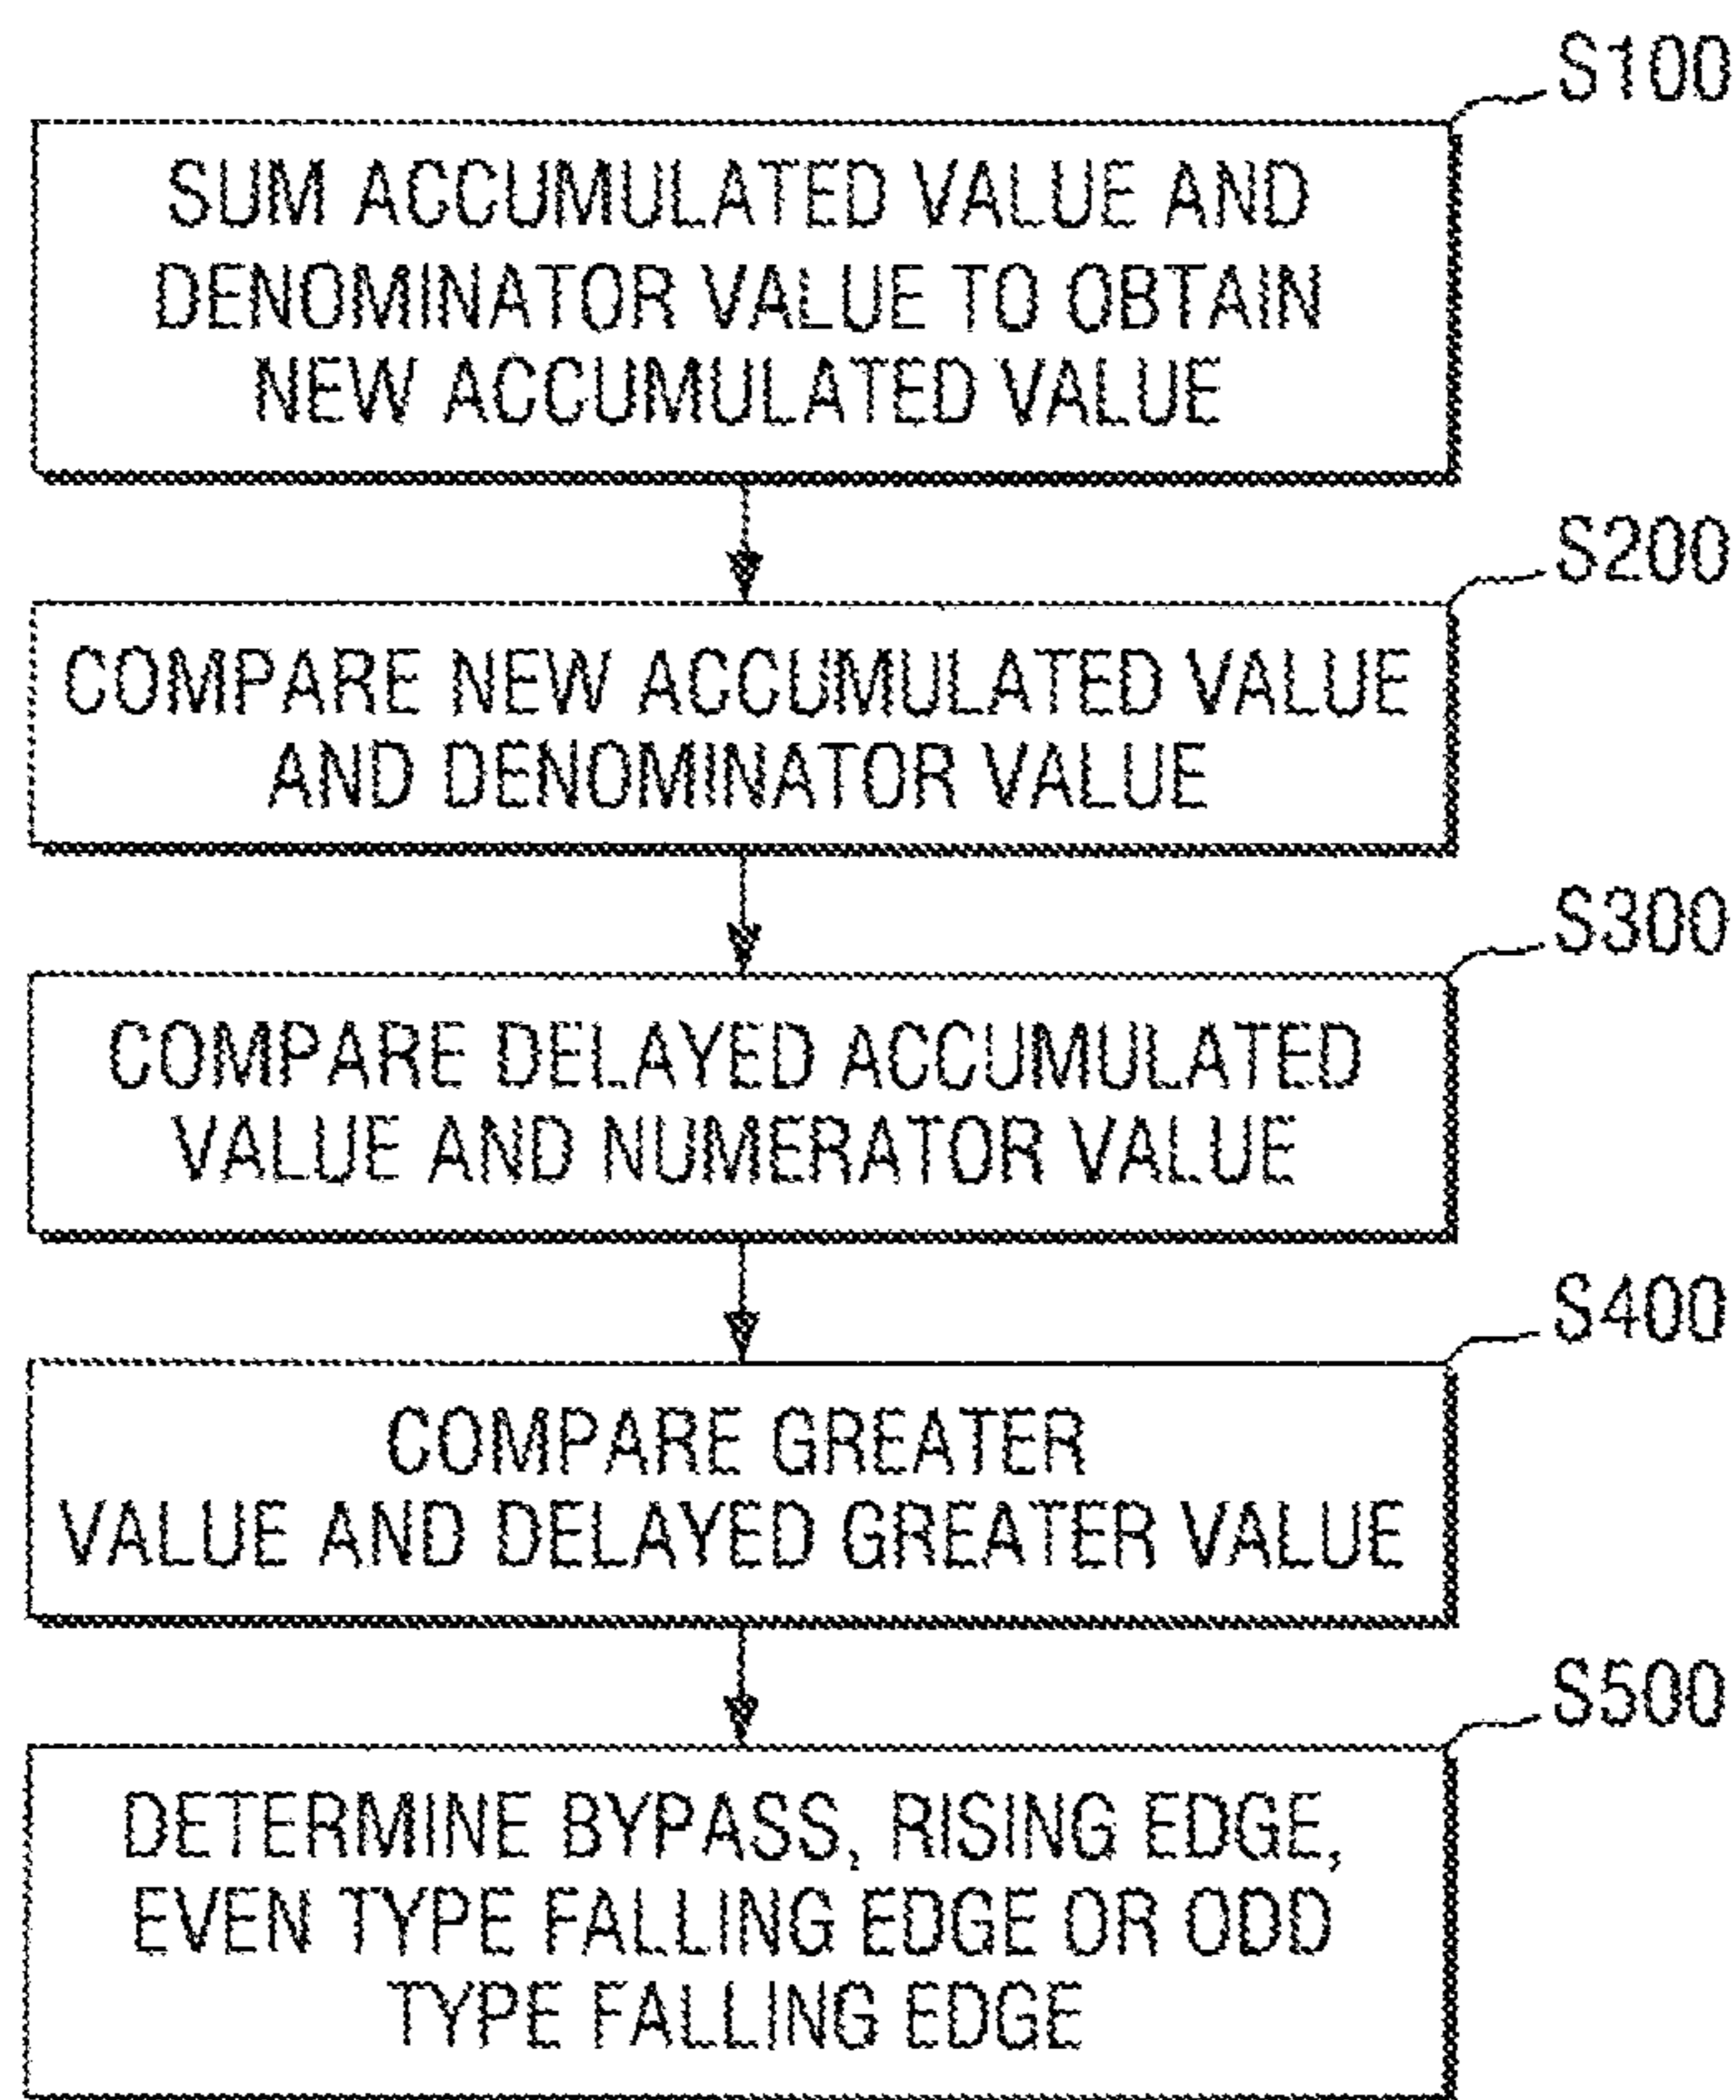 S100
SUM ACCUMULATED VALUE AND
DENOMINATOR VALUE TO OBTAIN
NEW ACCUMULATED VALUE
S200
COMPARE NEW ACCUMULATED VALUE
AND DENOMINATOR VALUE
S300
COMPARE DELAYED ACCUMULATED
VALUE AND NUMERATOR VALUE
S400
COMPARE GREATER
VALUE AND DELAYED GREATER VALUE
S500
DETERMINE BYPASS, RISING EDGE,
EVEN TYPE FALLING EDGE OR ODD
TYPE FALLING EDGE